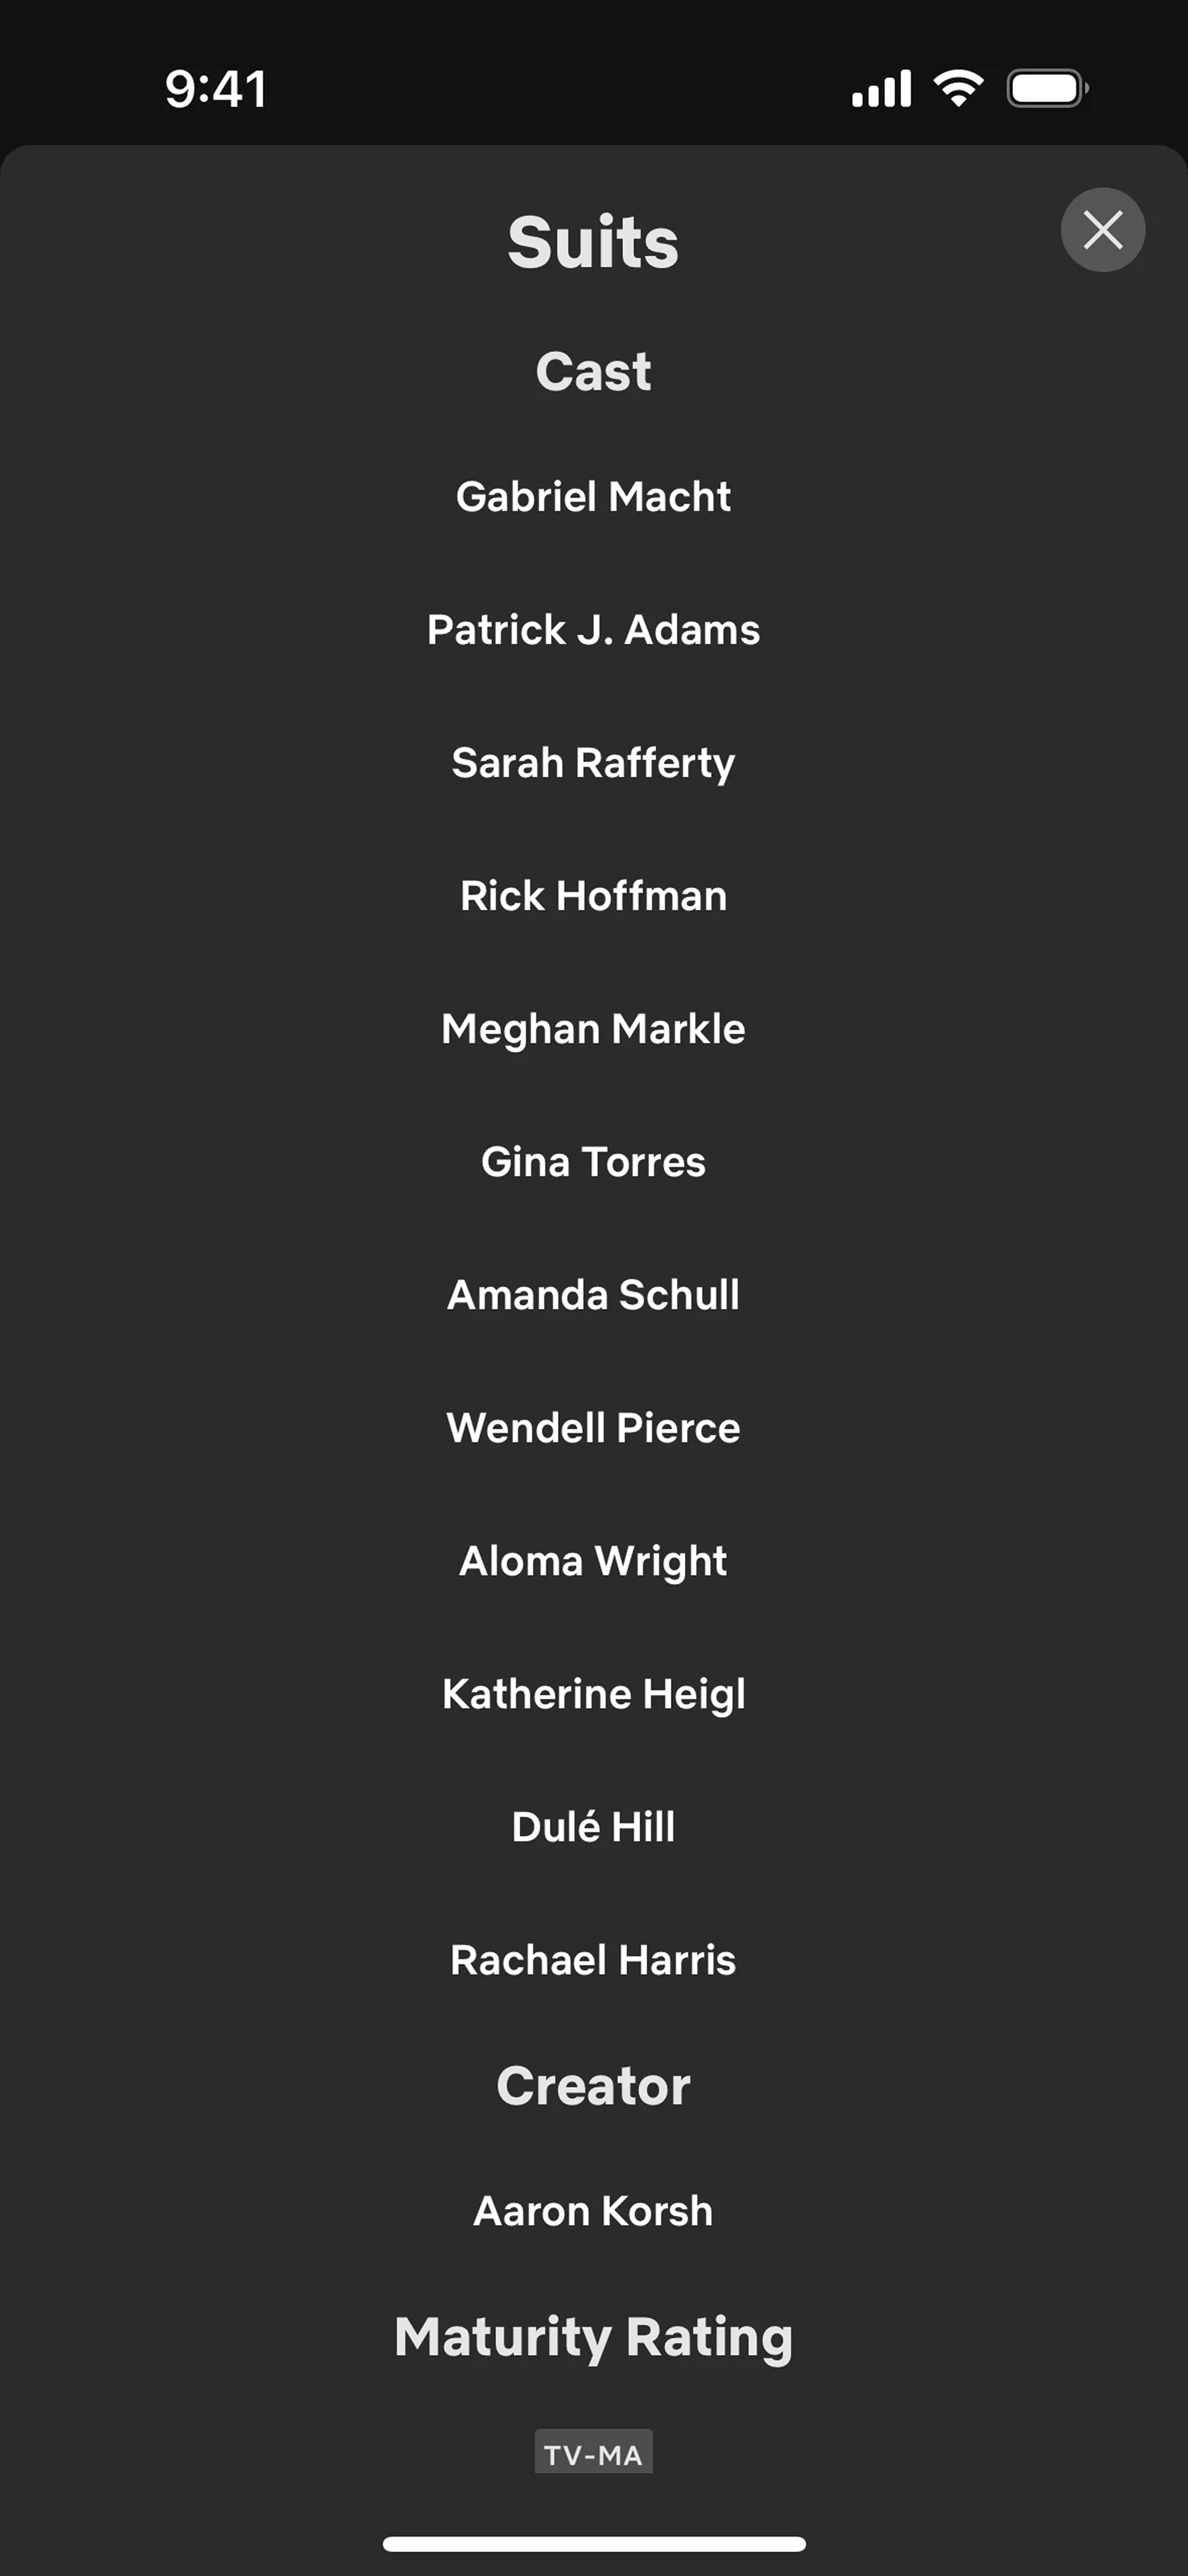 9:41
Suits
Cast
Gabriel Macht
Patrick J. Adams
Sarah Rafferty
Rick Hoffman
Meghan Markle
Gina Torres
Amanda Schull
Wendell Pierce
Aloma Wright
Katherine Heigl
Dulé Hill
Rachael Harris
Creator
Aaron Korsh
Maturity Rating
TV-MA